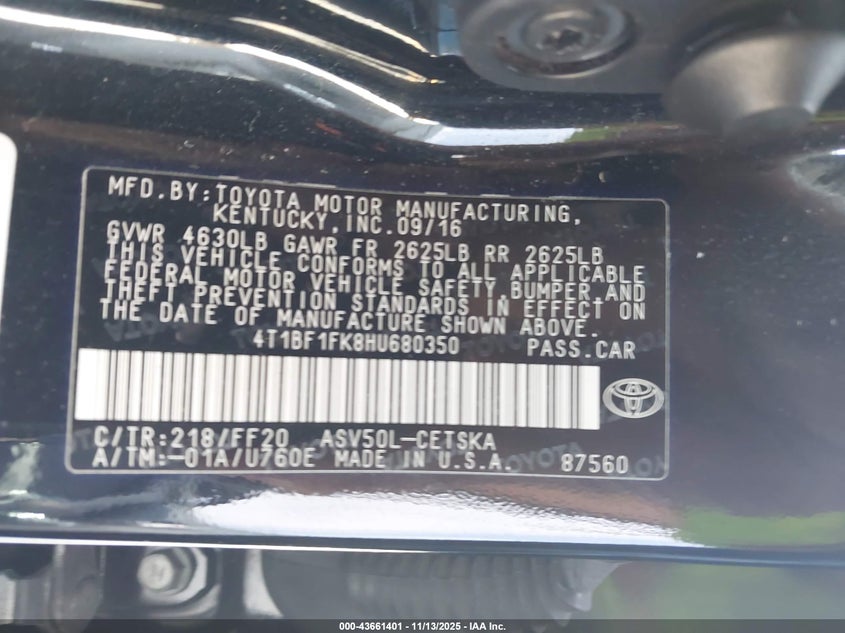 MFD.BY:TOYOTA MOTOR MANUFACTURING,
KENTUCKY,INC.09/16
GVWR 4630LB GAWR FR 2625LB RR 2625LB
THIS VEHICLE CONFORMS TO ALL APPLICABLE
FEDERAL MOTOR VEHICLE SAFETY,BUMPER,AND
THEFT PREVENTION STANDARDS IN EFFECT ON
THE DATE OF MANUFACTURE SHOWN ABOVE.
4T1BF1FK8HU680350 PASS.CAR
C/TR:218/FF20 ASV50L-CETSKA
A/TM:-01A/U760E MADE IN U.S.A. 87560
000-43661401 - 11/13/2025 - IAA Inc.